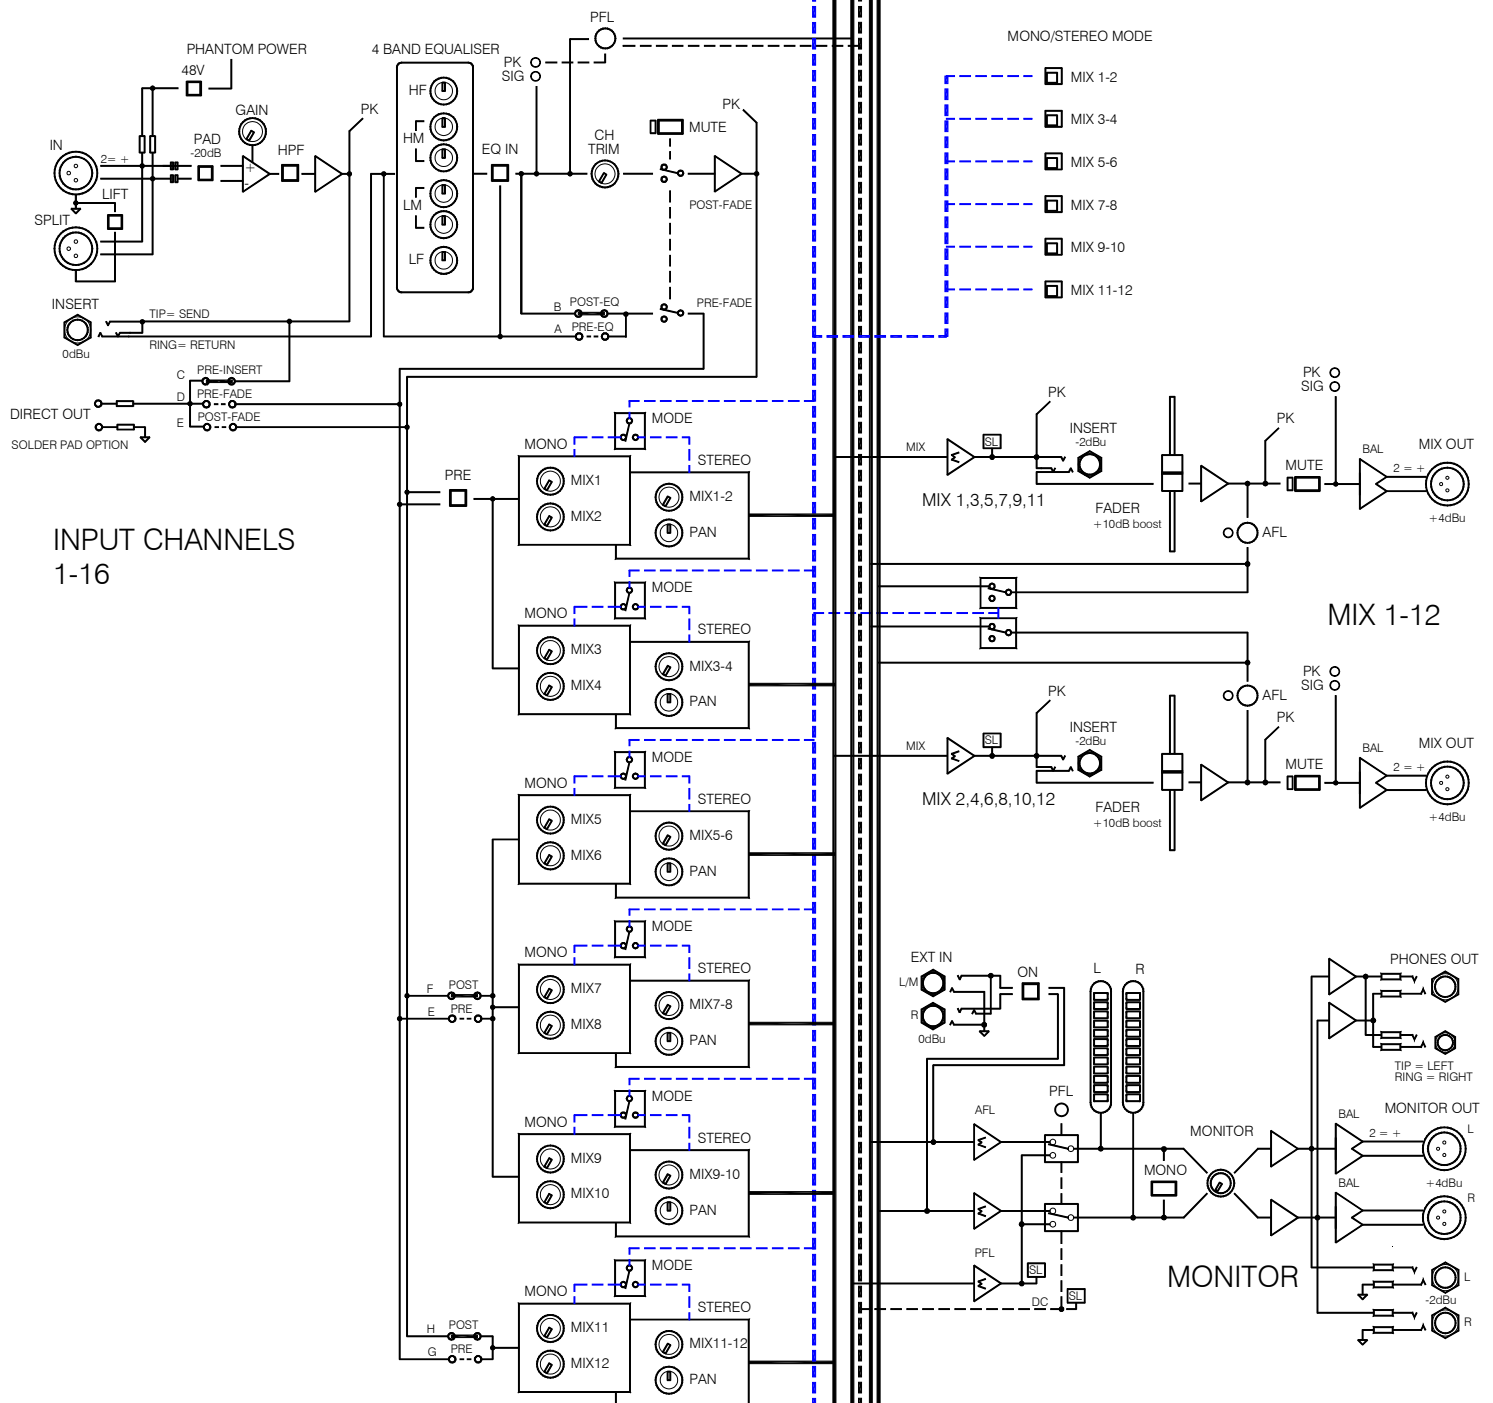 PHANTOM POWER
48V
GAIN
PK
IN
2= +
PAD
-20dB
HPF
+
-
LIFT
SPLIT
4 BAND EQUALISER
HF
HM
LM
LF
EQ IN
PFL
PK
SIG
CH
TRIM
MUTE
PK
POST-FADE
PRE-FADE
B
POST-EQ
A
PRE-EQ
INSERT
0dBu
TIP= SEND
RING= RETURN
C
PRE-INSERT
D
PRE-FADE
E
POST-FADE
DIRECT OUT
SOLDER PAD OPTION
PRE
INPUT CHANNELS
1-16
MODE
MONO
STEREO
MIX1
MIX2
MIX1-2
PAN
MODE
MONO
STEREO
MIX3
MIX4
MIX3-4
PAN
MODE
MONO
STEREO
MIX5
MIX6
MIX5-6
PAN
MODE
MONO
STEREO
MIX7
MIX8
MIX7-8
PAN
F
POST
E
PRE
MODE
MONO
STEREO
MIX9
MIX10
MIX9-10
PAN
MODE
MONO
STEREO
MIX11
MIX12
MIX11-12
PAN
H
POST
G
PRE
MONO/STEREO MODE
MIX 1-2
MIX 3-4
MIX 5-6
MIX 7-8
MIX 9-10
MIX 11-12
MIX
SL
PK
INSERT
-2dBu
MIX 1,3,5,7,9,11
FADER
+10dB boost
PK
SIG
PK
MUTE
BAL
2 = +
MIX OUT
+4dBu
AFL
MIX 1-12
AFL
MIX
SL
PK
INSERT
-2dBu
MIX 2,4,6,8,10,12
FADER
+10dB boost
PK
SIG
PK
MUTE
BAL
2 = +
MIX OUT
+4dBu
EXT IN
L/M
R
0dBu
ON
L
R
PFL
AFL
PFL
SL
DC
SL
MONO
MONITOR
MONITOR
PHONES OUT
TIP = LEFT
RING = RIGHT
MONITOR OUT
BAL
2 = +
L
+4dBu
BAL
R
L
-2dBu
R